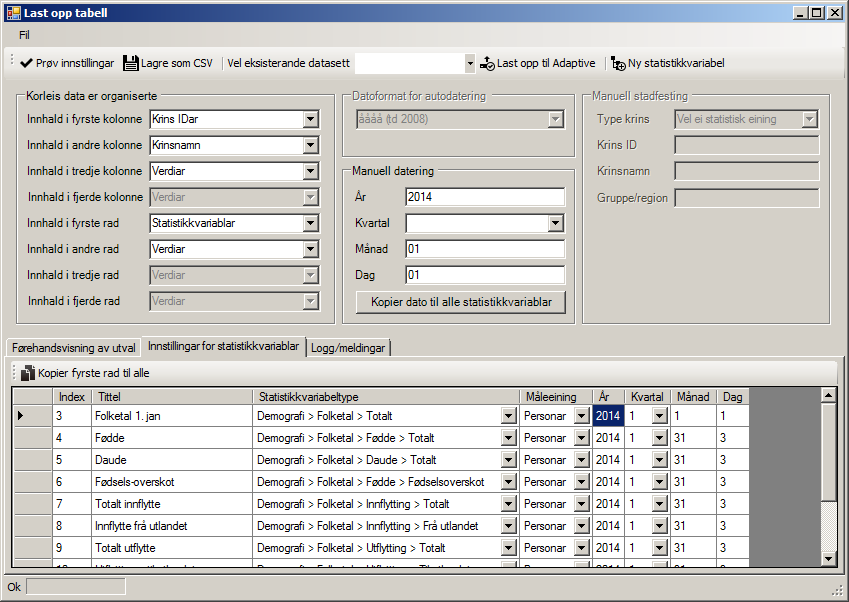 Last opp tabell
Fil
Prøv innstillingar Lagre som CSV Vel eksisterande datasett Last opp til Adaptive Ny statistikkvariabel
Korleis data er organiserte
Innhald i fyrste kolonne Krins IDar
Innhald i andre kolonne Krinsnamn
Innhald i tredje kolonne Verdiar
Innhald i fjerde kolonne Verdiar
Innhald i fyrste rad Statistikkvariablar
Innhald i andre rad Verdiar
Innhald i tredje rad Verdiar
Innhald i fjerde rad Verdiar
Datoformat for autodatering
åååå (td 2008)
Manuell datering
År 2014
Kvartal
Månad 01
Dag 01
Kopier dato til alle statistikkvariablar
Manuell stadfesting
Type krins Vel ei statistisk eining
Krins ID
Krinsnamn
Gruppe/region
Førehandsvisning av utval Innstillingar for statistikkvariablar Logg/meldingar
Kopier fyrste rad til alle
Index Tittel Statistikkvariabeltype Måleeining År Kvartal Månad Dag
3 Folketal 1. jan Demografi > Folketal > Totalt Personar 2014 1 1 1
4 Fødde Demografi > Folketal > Fødde > Totalt Personar 2014 1 31 3
5 Daude Demografi > Folketal > Daude > Totalt Personar 2014 1 31 3
6 Fødsels-overskot Demografi > Folketal > Fødde > Fødselsoverskot Personar 2014 1 31 3
7 Totalt innflytte Demografi > Folketal > Innflytting > Totalt Personar 2014 1 31 3
8 Innflytte frå utlandet Demografi > Folketal > Innflytting > Frå utlandet Personar 2014 1 31 3
9 Totalt utflytte Demografi > Folketal > Utflytting > Totalt Personar 2014 1 31 3
Ok